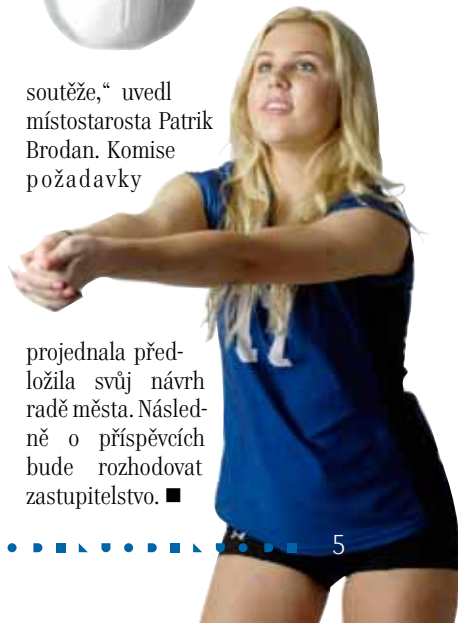 soutěže,“ uvedl
místostarosta Patrik
Brodan. Komise
požadavky
projednala před-
ložila svůj návrh
radě města. Násled-
ně o příspěvcích
bude rozhodovat
zastupitelstvo. ■
5